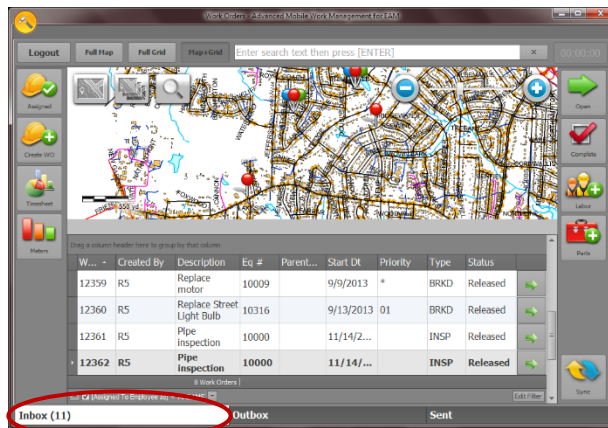 Work Orders - Advanced Mobile Work Management for EAM
Logout
Full Map
Full Grid
Map+Grid
Enter search text then press [ENTER]
00:00:00
Assigned
Create WO
Timesheet
Meters
Open
Complete
Labor
Parts
Sync
550 yd
Drag a column header here to group by that column
W... Created By Description Eq # Parent... Start Dt Priority Type Status
12359 R5 Replace motor 10009 9/9/2013 * BRKD Released
12360 R5 Replace Street Light Bulb 10316 9/13/2013 01 BRKD Released
12361 R5 Pipe inspection 10000 11/14/2... INSP Released
12362 R5 Pipe inspection 10000 11/14/... INSP Released
8 Work Orders
Edit Filter
Inbox (11)
Outbox
Sent